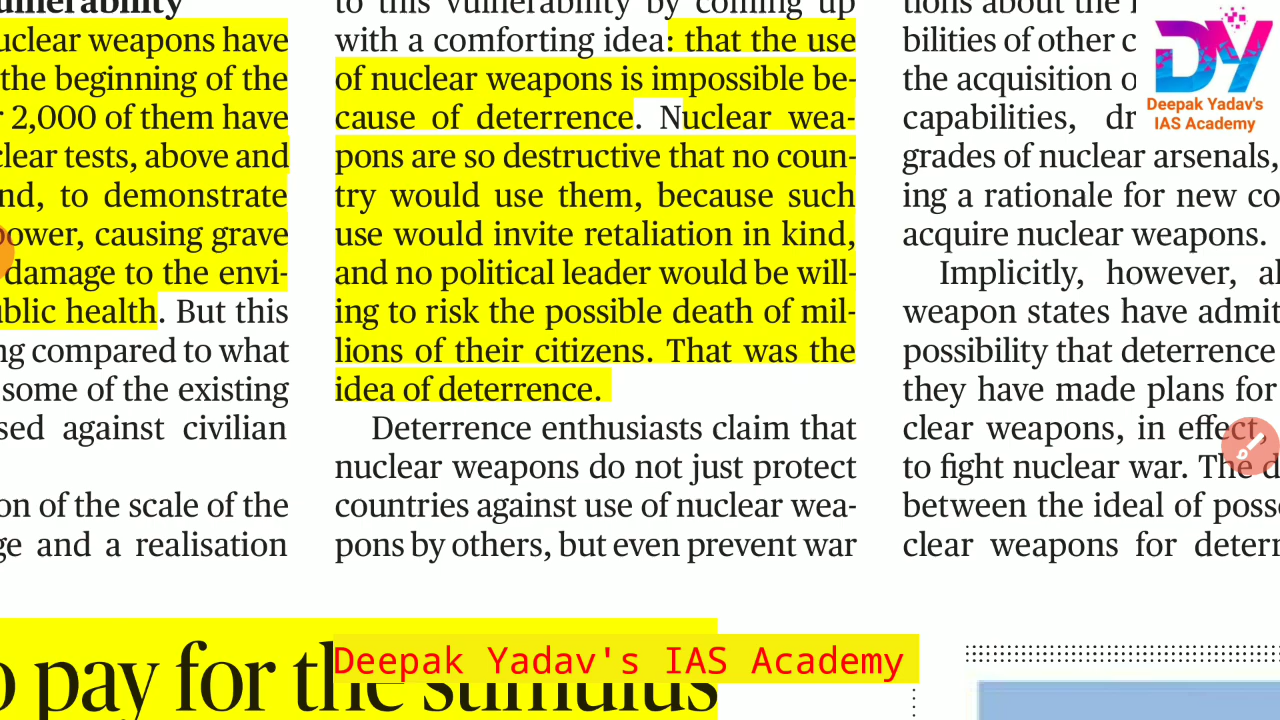 uclear weapons have
the beginning of the
2,000 of them have
clear tests, above and
nd, to demonstrate
power, causing grave
damage to the envi-
ublic health. But this
ng compared to what
some of the existing
sed against civilian
on of the scale of the
ge and a realisation
to this vulnerability by coming up
with a comforting idea: that the use
of nuclear weapons is impossible be-
cause of deterrence. Nuclear wea-
pons are so destructive that no coun-
try would use them, because such
use would invite retaliation in kind,
and no political leader would be will-
ing to risk the possible death of mil-
lions of their citizens. That was the
idea of deterrence.
Deterrence enthusiasts claim that
nuclear weapons do not just protect
countries against use of nuclear wea-
pons by others, but even prevent war
tions about the
bilities of other c
the acquisition o
capabilities, dr
grades of nuclear arsenals,
ing a rationale for new co
acquire nuclear weapons.
Implicitly, however, al
weapon states have admit
possibility that deterrence
they have made plans for
clear weapons, in effect,
to fight nuclear war. The d
between the ideal of posse
clear weapons for deterr
DY
Deepak Yadav's
IAS Academy
o pay for the stimulus
Deepak Yadav's IAS Academy